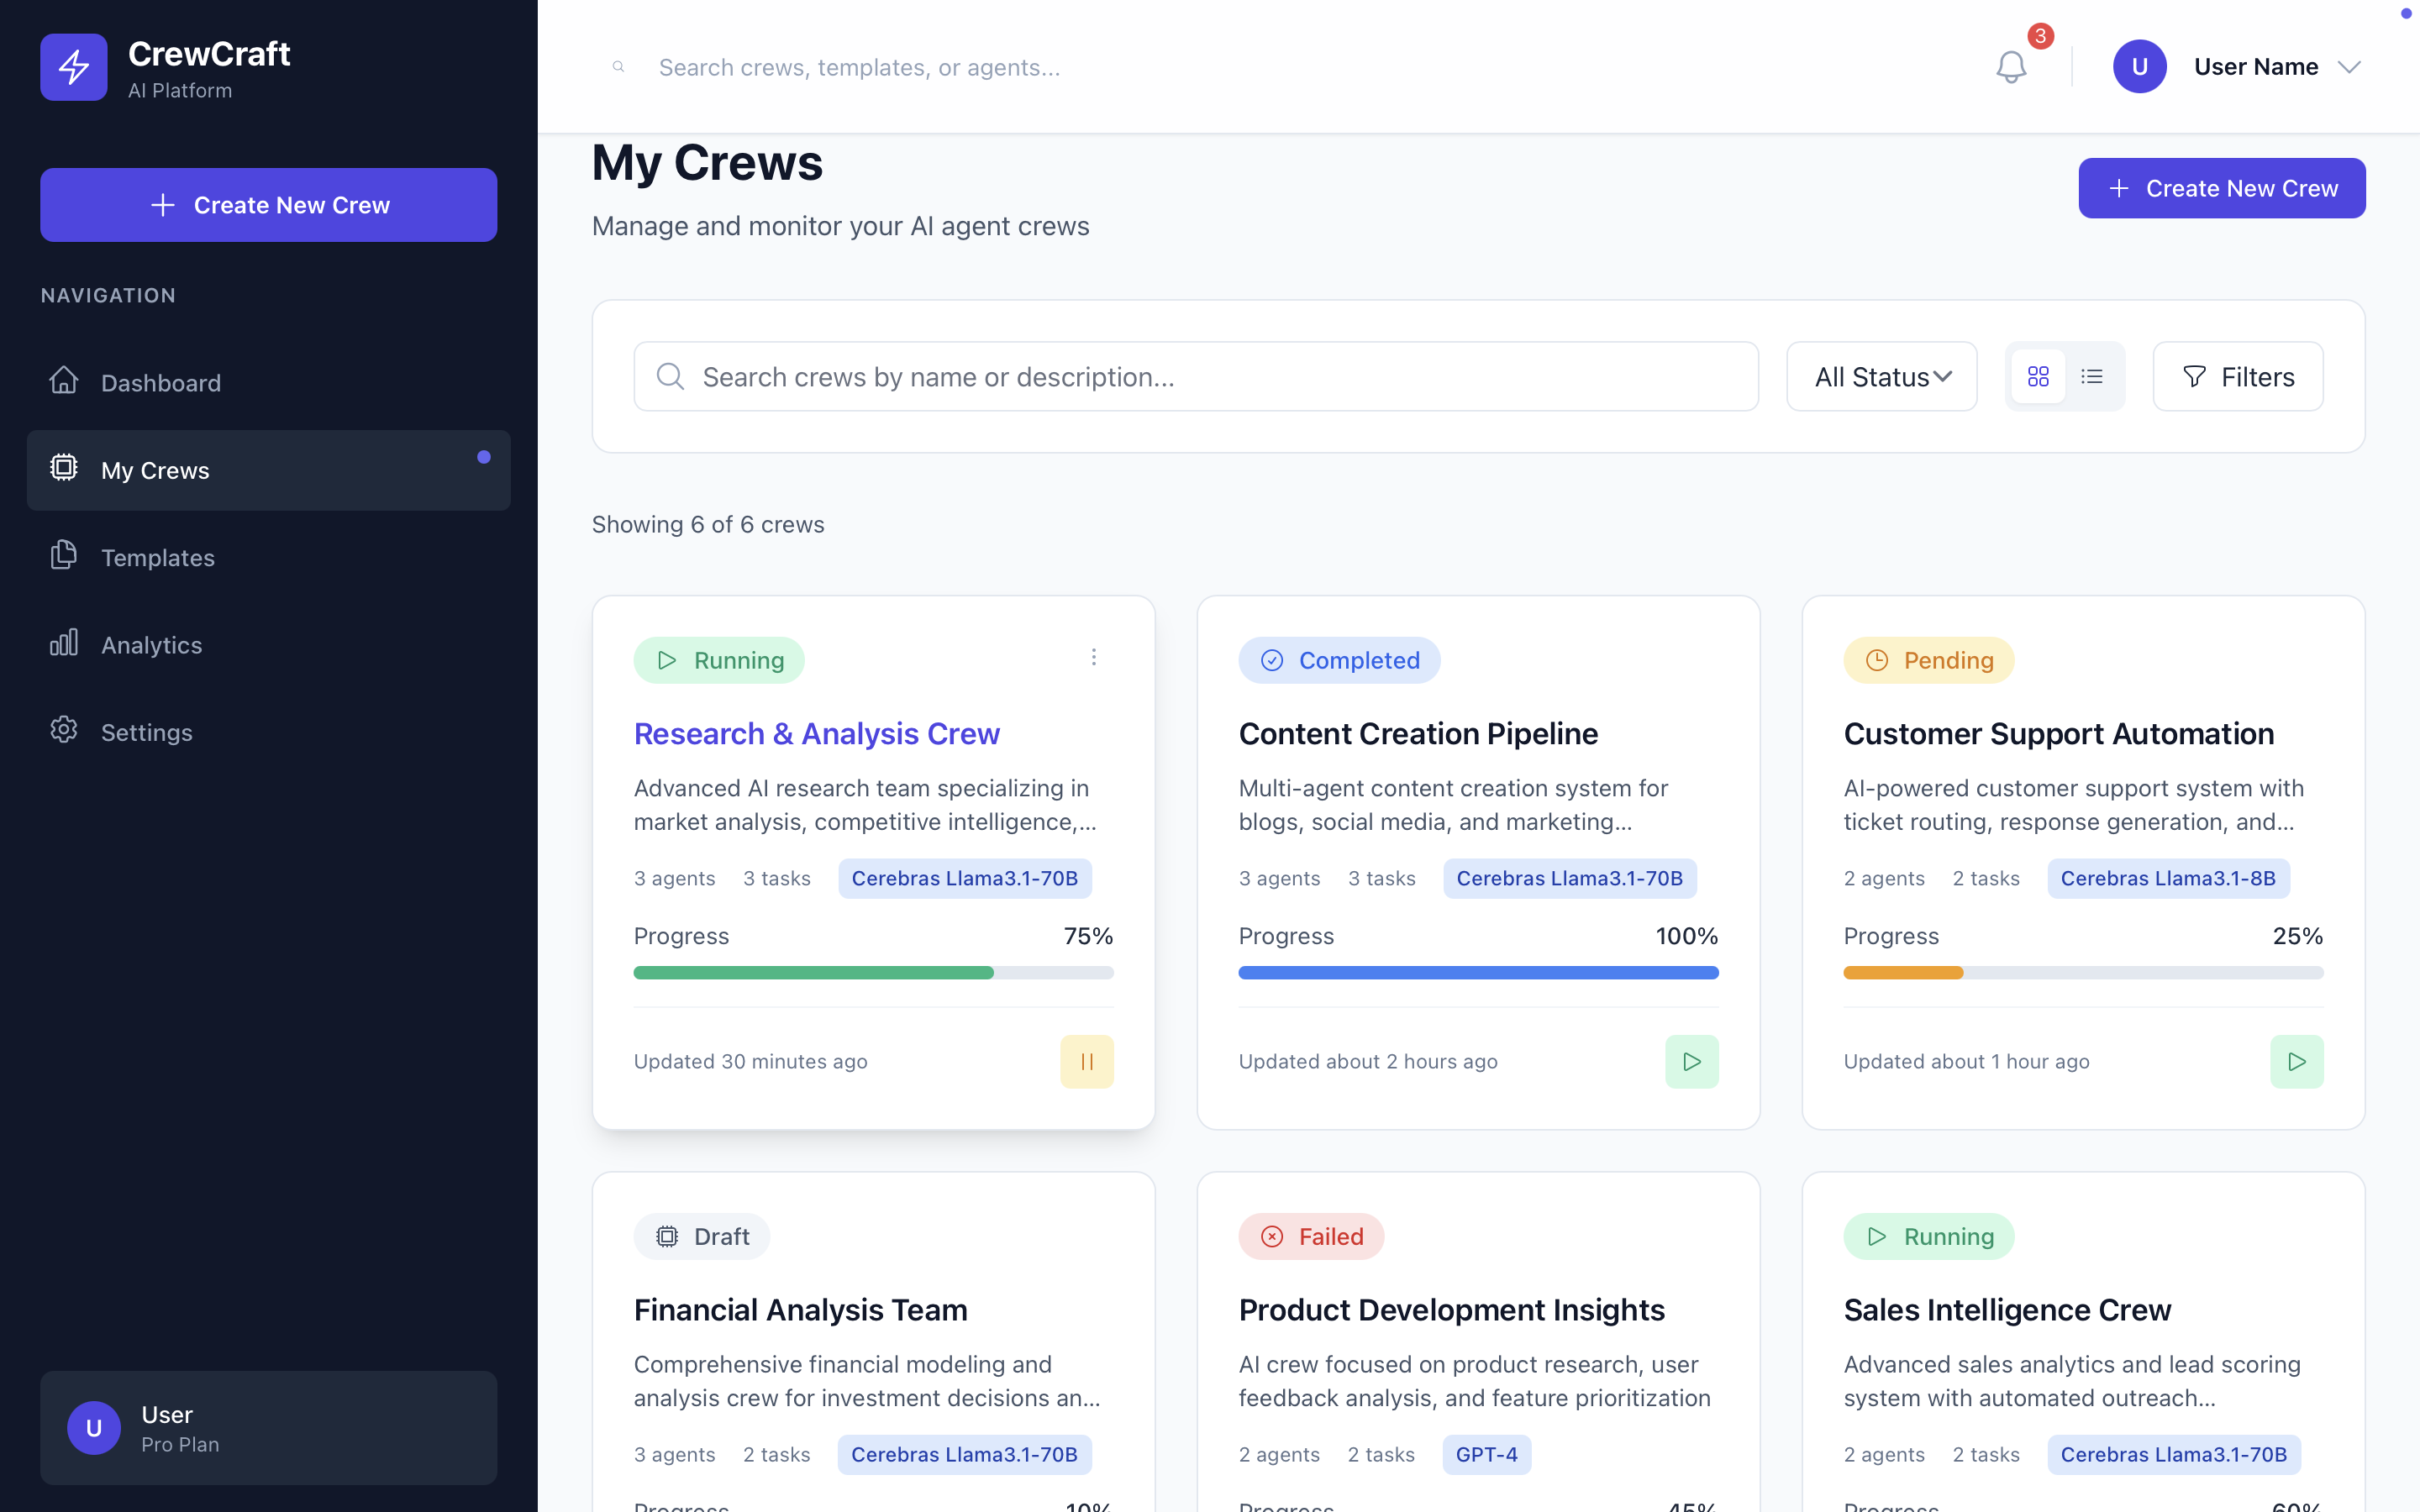 CrewCraft
AI Platform
Create New Crew
NAVIGATION
Dashboard
My Crews
Templates
Analytics
Settings
U
User
Pro Plan
Search crews, templates, or agents...
3
U
User Name
My Crews
Manage and monitor your AI agent crews
Create New Crew
Search crews by name or description...
All Status
Filters
Showing 6 of 6 crews
Running
Research & Analysis Crew
Advanced AI research team specializing in
market analysis, competitive intelligence,...
3 agents 3 tasks Cerebras Llama3.1-70B
Progress 75%
Updated 30 minutes ago
Completed
Content Creation Pipeline
Multi-agent content creation system for
blogs, social media, and marketing...
3 agents 3 tasks Cerebras Llama3.1-70B
Progress 100%
Updated about 2 hours ago
Pending
Customer Support Automation
AI-powered customer support system with
ticket routing, response generation, and...
2 agents 2 tasks Cerebras Llama3.1-8B
Progress 25%
Updated about 1 hour ago
Draft
Financial Analysis Team
Comprehensive financial modeling and
analysis crew for investment decisions an...
3 agents 2 tasks Cerebras Llama3.1-70B
Progress 10%
Failed
Product Development Insights
AI crew focused on product research, user
feedback analysis, and feature prioritization
2 agents 2 tasks GPT-4
Progress 45%
Running
Sales Intelligence Crew
Advanced sales analytics and lead scoring
system with automated outreach...
2 agents 2 tasks Cerebras Llama3.1-70B
Progress 60%